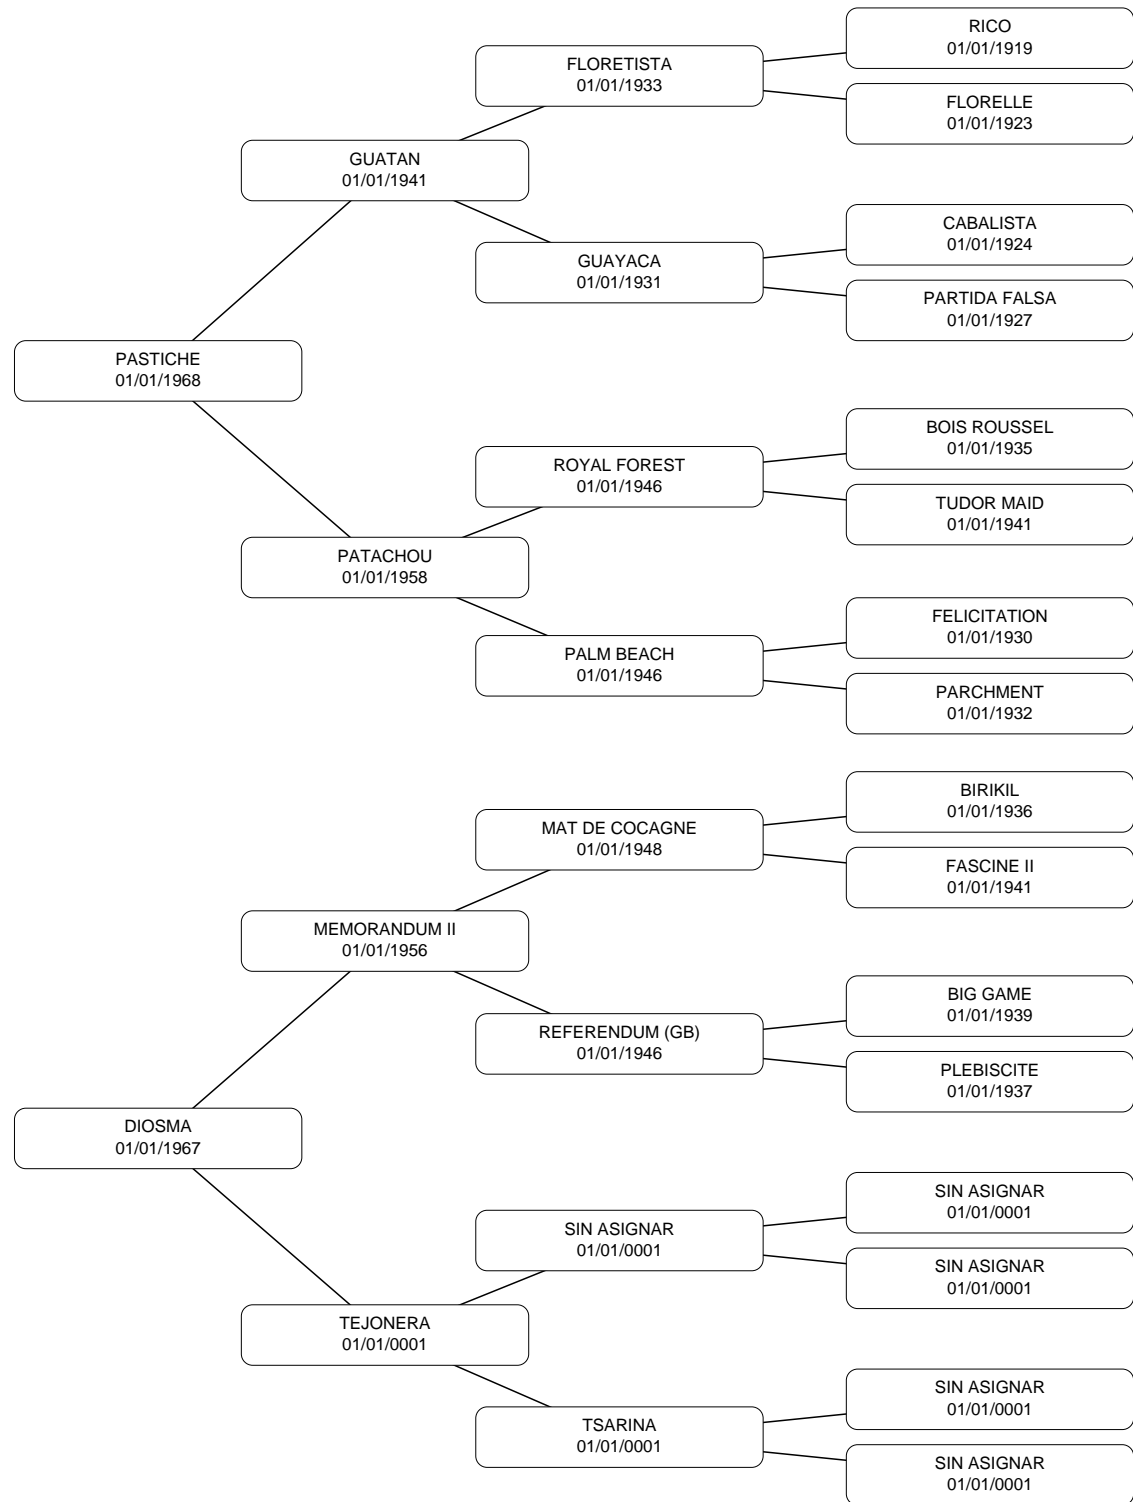 RICO
01/01/1919
FLORETISTA
01/01/1933
FLORELLE
01/01/1923
GUATAN
01/01/1941
CABALISTA
01/01/1924
GUAYACA
01/01/1931
PARTIDA FALSA
01/01/1927
PASTICHE
01/01/1968
BOIS ROUSSEL
01/01/1935
ROYAL FOREST
01/01/1946
TUDOR MAID
01/01/1941
PATACHOU
01/01/1958
FELICITATION
01/01/1930
PALM BEACH
01/01/1946
PARCHMENT
01/01/1932
BIRIKIL
01/01/1936
MAT DE COCAGNE
01/01/1948
FASCINE II
01/01/1941
MEMORANDUM II
01/01/1956
BIG GAME
01/01/1939
REFERENDUM (GB)
01/01/1946
PLEBISCITE
01/01/1937
DIOSMA
01/01/1967
SIN ASIGNAR
01/01/0001
SIN ASIGNAR
01/01/0001
SIN ASIGNAR
01/01/0001
TEJONERA
01/01/0001
SIN ASIGNAR
01/01/0001
TSARINA
01/01/0001
SIN ASIGNAR
01/01/0001